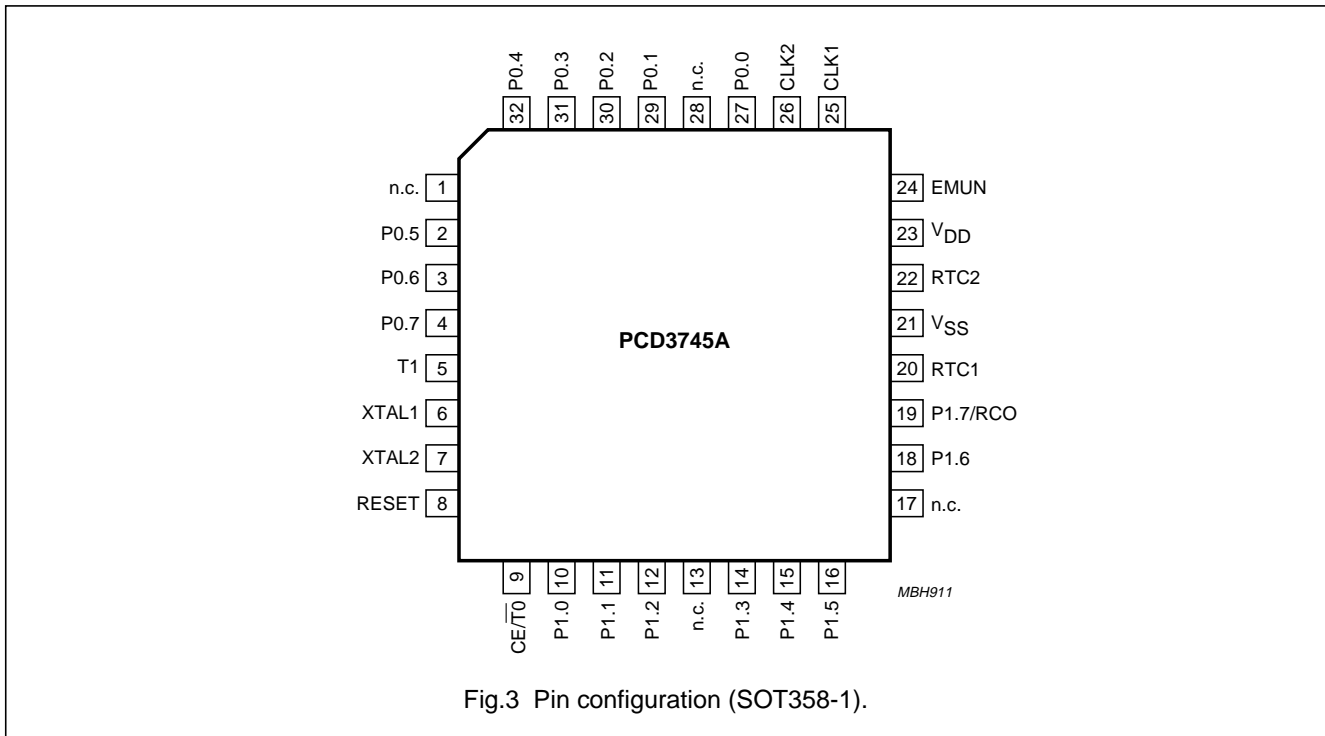 32 P0.4
31 P0.3
30 P0.2
29 P0.1
28 n.c.
27 P0.0
26 CLK2
25 CLK1
n.c. 1
P0.5 2
P0.6 3
P0.7 4
T1 5
XTAL1 6
XTAL2 7
RESET 8
PCD3745A
24 EMUN
23 VDD
22 RTC2
21 VSS
20 RTC1
19 P1.7/RCO
18 P1.6
17 n.c.
CE/T̅0̅ 9
P1.0 10
P1.1 11
P1.2 12
n.c. 13
P1.3 14
P1.4 15
P1.5 16
MBH911
Fig.3 Pin configuration (SOT358-1).